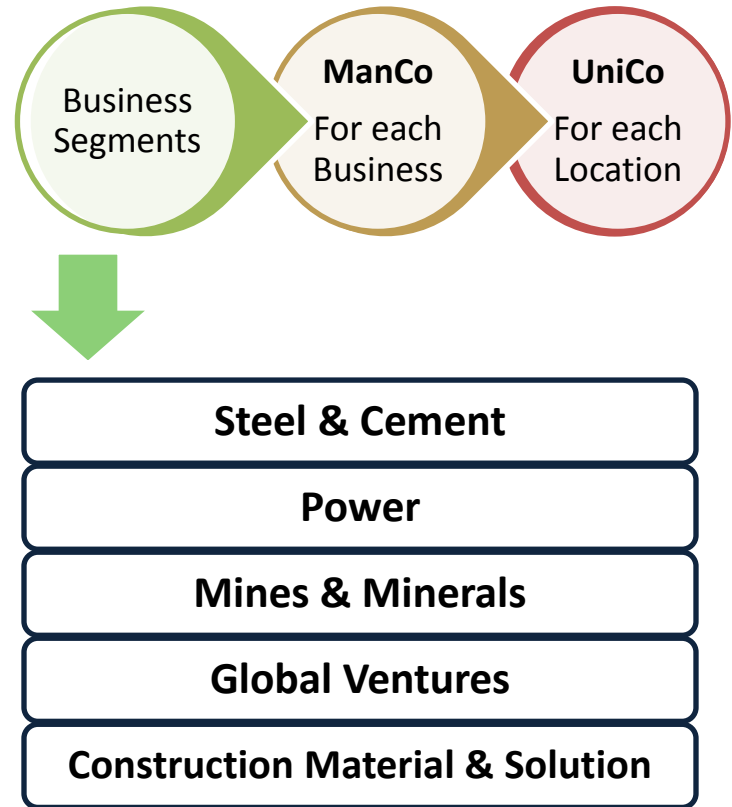 Business
Segments
ManCo
For each
Business
UniCo
For each
Location
Steel & Cement
Power
Mines & Minerals
Global Ventures
Construction Material & Solution